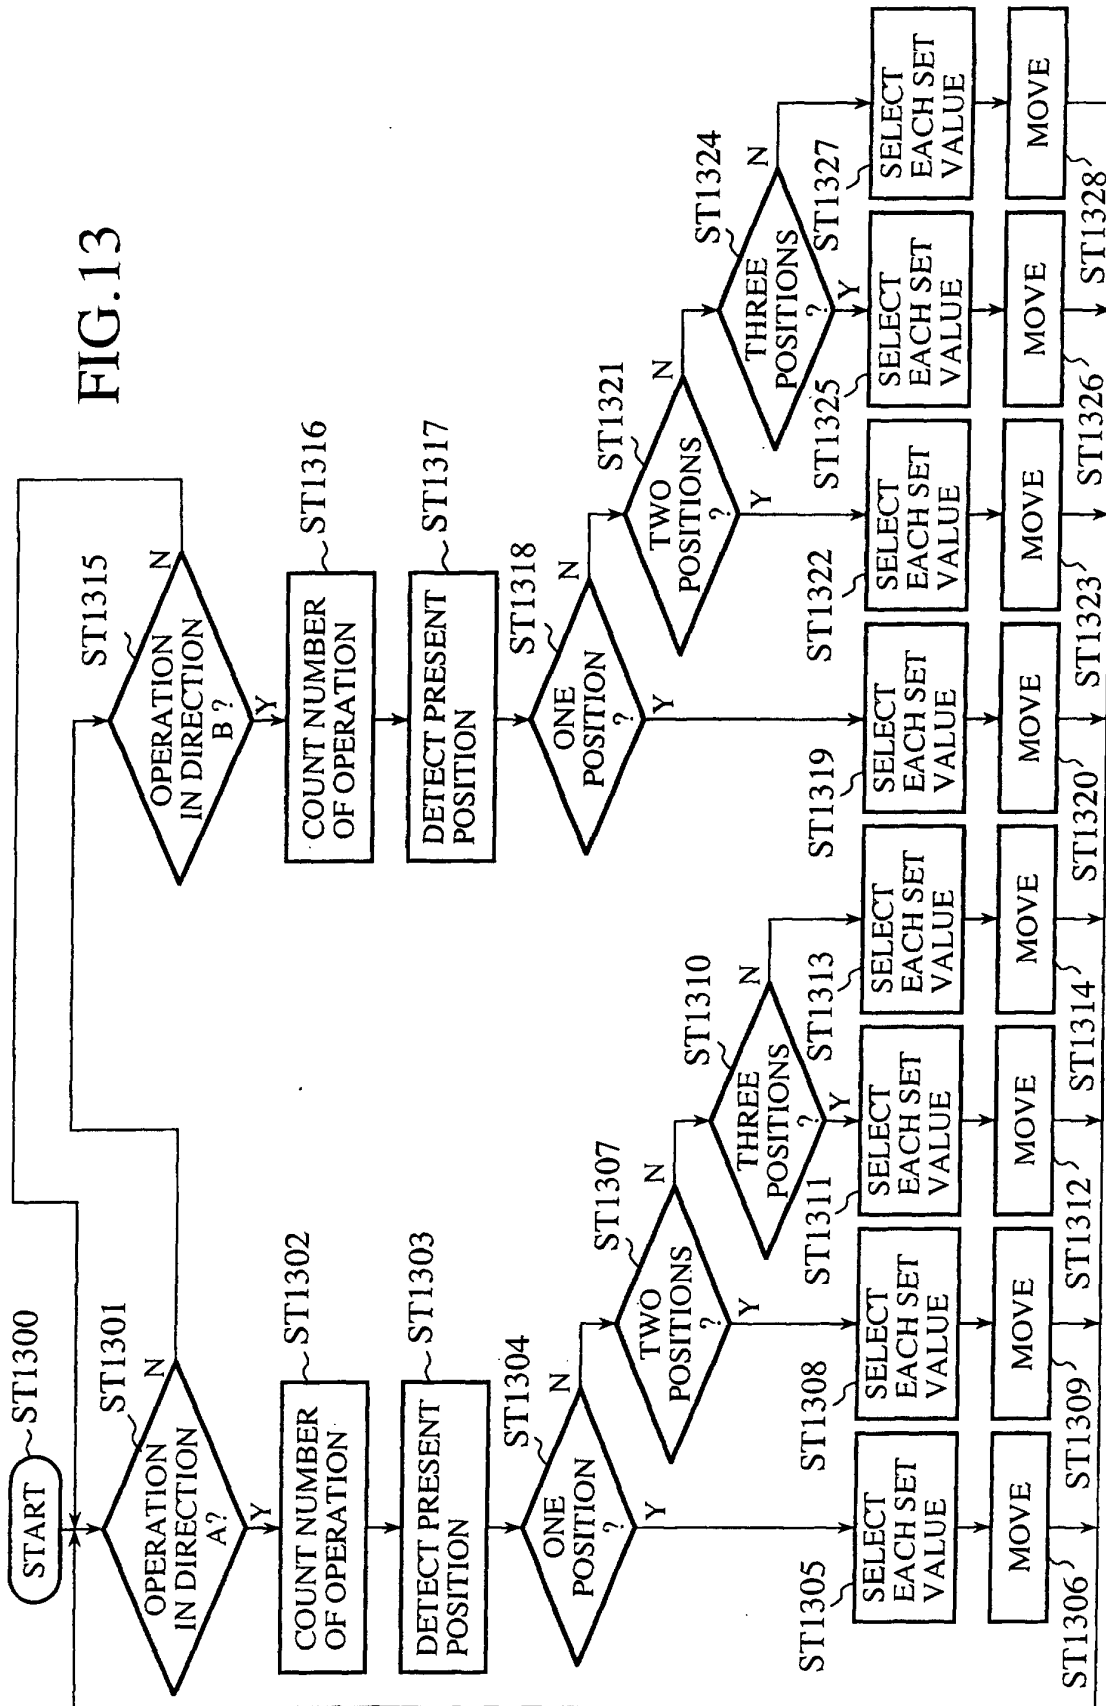 FIG.13
START
ST1300
OPERATION
IN DIRECTION
A?
ST1301
N
Y
COUNT NUMBER
OF OPERATION
ST1302
DETECT PRESENT
POSITION
ST1303
ONE
POSITION
?
ST1304
N
Y
TWO
POSITIONS
?
ST1307
N
Y
THREE
POSITIONS
?
ST1310
N
Y
ST1305
SELECT
EACH SET
VALUE
MOVE
ST1306
ST1308
SELECT
EACH SET
VALUE
MOVE
ST1309
ST1311
SELECT
EACH SET
VALUE
MOVE
ST1312
ST1313
SELECT
EACH SET
VALUE
MOVE
ST1314
OPERATION
IN DIRECTION
B ?
ST1315
N
Y
COUNT NUMBER
OF OPERATION
ST1316
DETECT PRESENT
POSITION
ST1317
ONE
POSITION
?
ST1318
N
Y
TWO
POSITIONS
?
ST1321
N
Y
THREE
POSITIONS
?
ST1324
N
Y
ST1319
SELECT
EACH SET
VALUE
MOVE
ST1320
ST1322
SELECT
EACH SET
VALUE
MOVE
ST1323
ST1325
SELECT
EACH SET
VALUE
MOVE
ST1326
ST1327
SELECT
EACH SET
VALUE
MOVE
ST1328